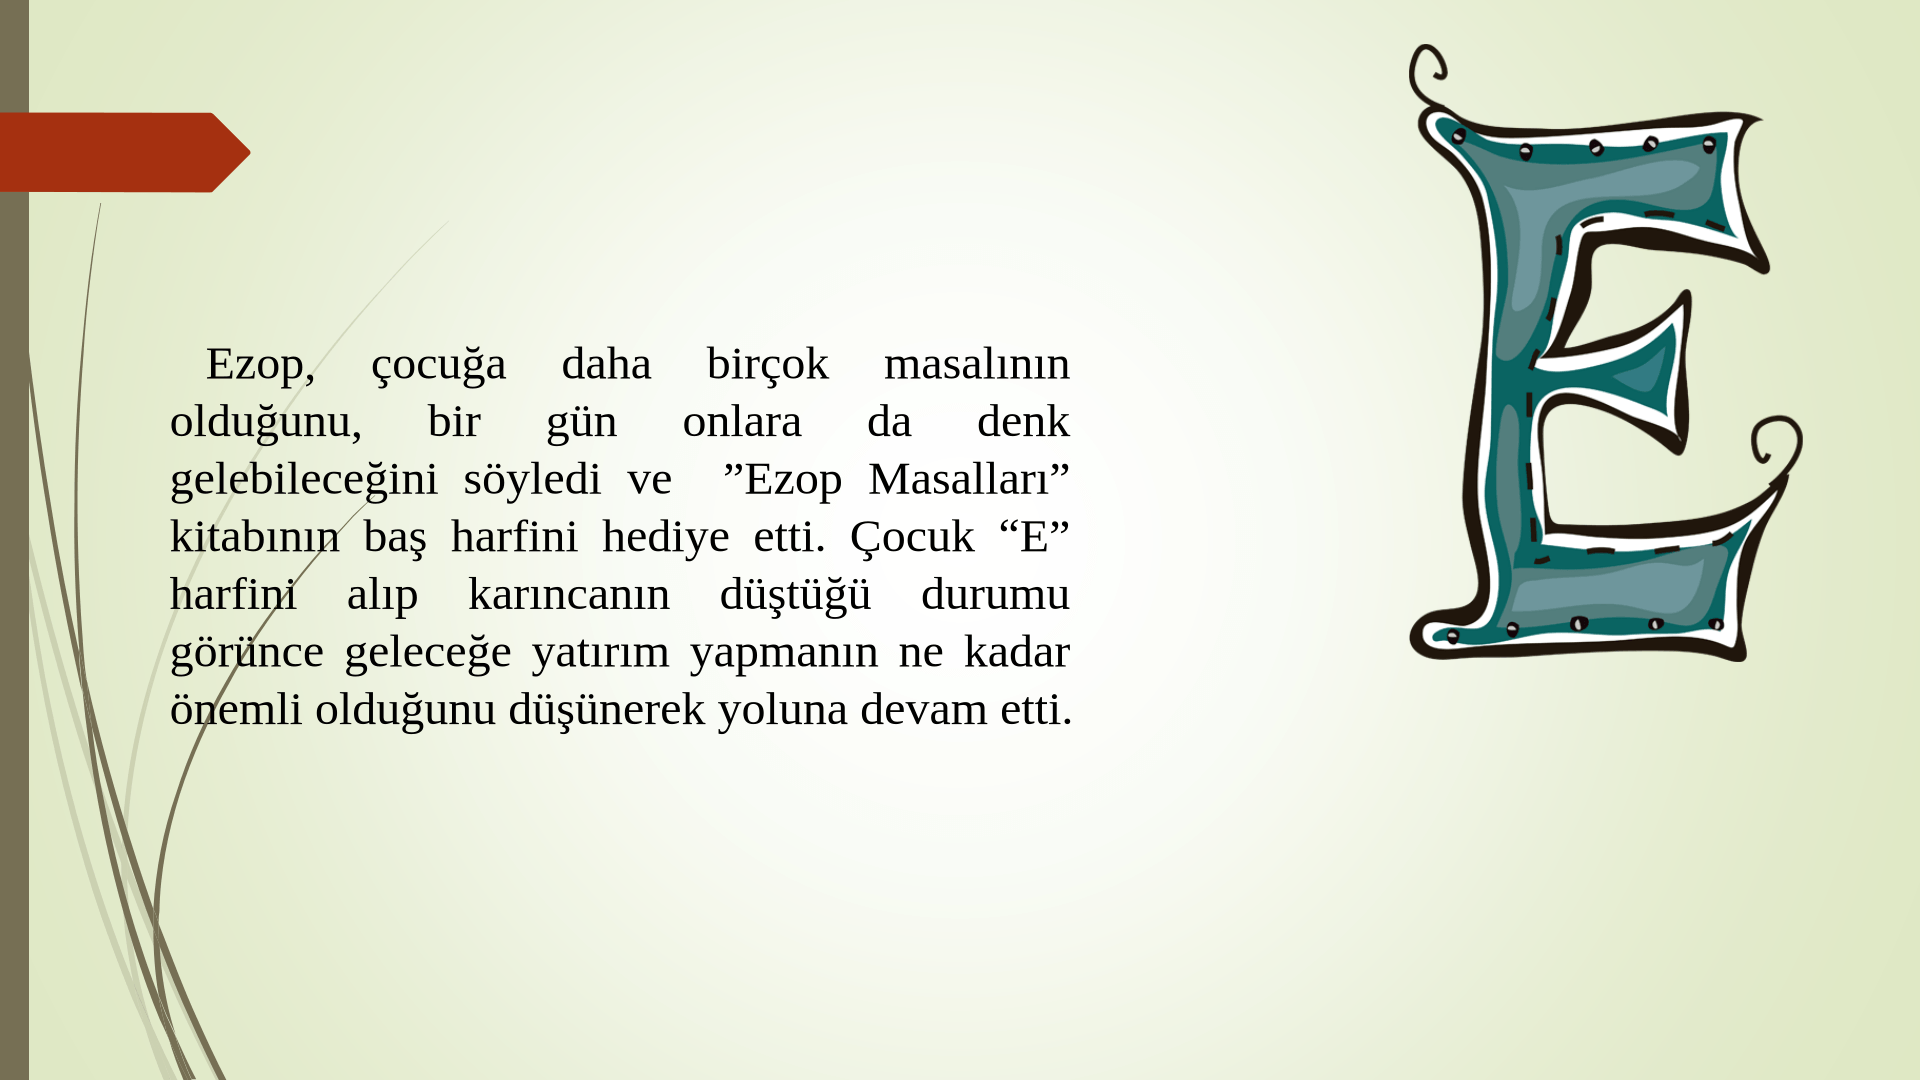 Ezop, çocuğa daha birçok masalının
olduğunu, bir gün onlara da denk
gelebileceğini söyledi ve ”Ezop Masalları”
kitabının baş harfini hediye etti. Çocuk “E”
harfini alıp karıncanın düştüğü durumu
görünce geleceğe yatırım yapmanın ne kadar
önemli olduğunu düşünerek yoluna devam etti.
E